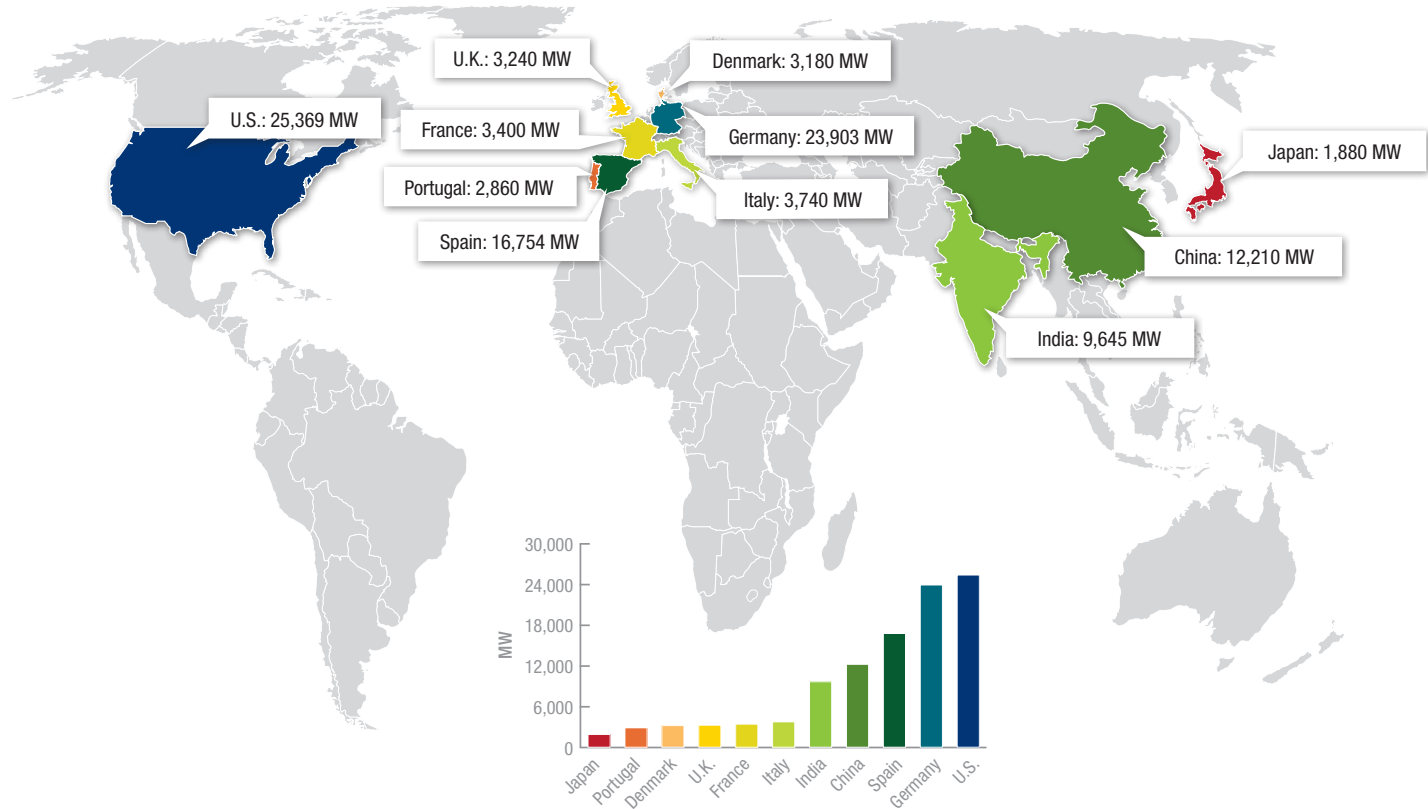 U.K.: 3,240 MW
Denmark: 3,180 MW
U.S.: 25,369 MW
France: 3,400 MW
Germany: 23,903 MW
Japan: 1,880 MW
Portugal: 2,860 MW
Italy: 3,740 MW
Spain: 16,754 MW
China: 12,210 MW
India: 9,645 MW
30,000
24,000
18,000
12,000
6,000
0
MW
Japan
Portugal
Denmark
U.K.
France
Italy
India
China
Spain
Germany
U.S.